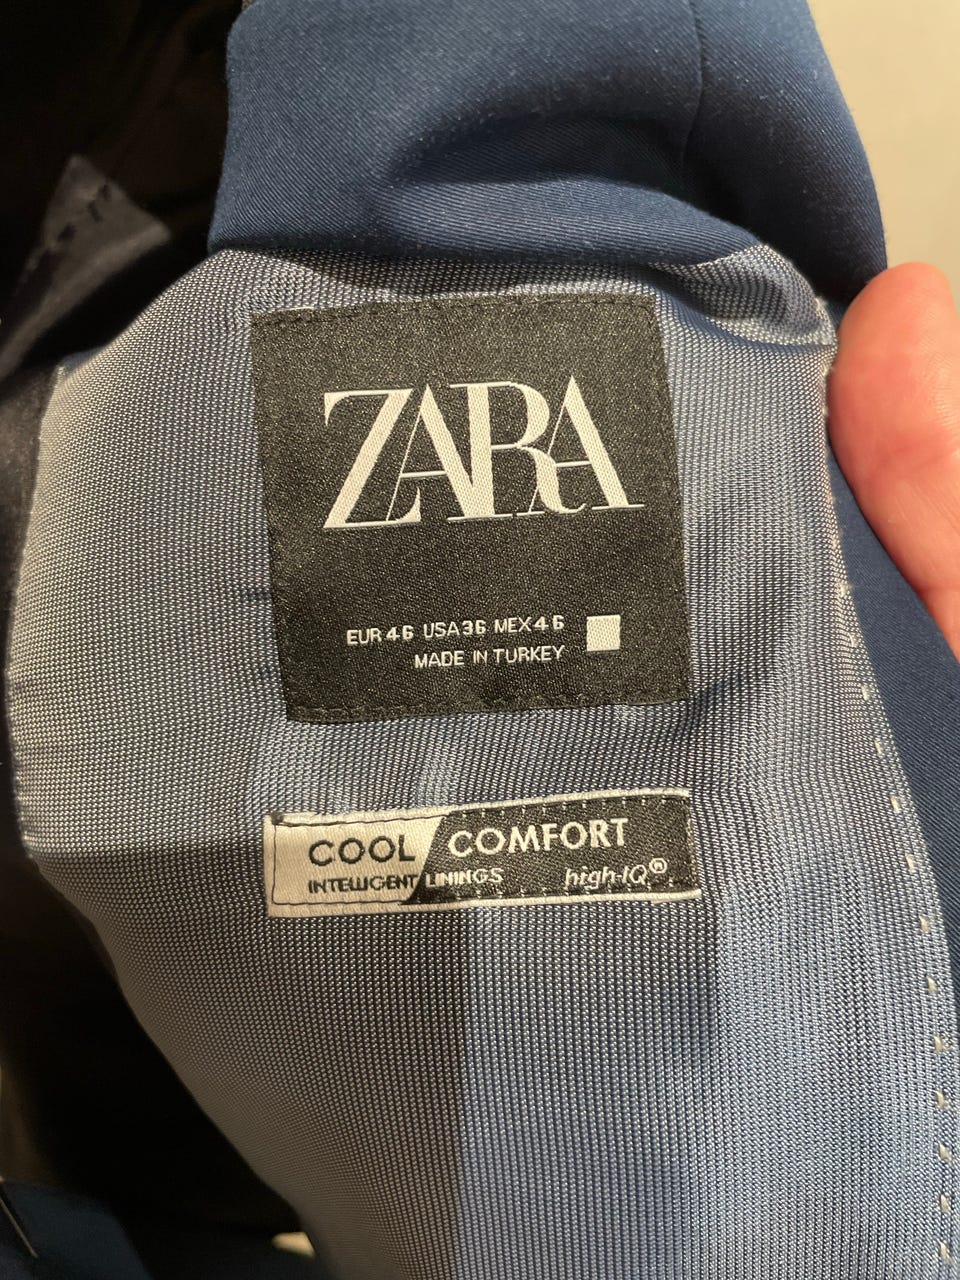 ZARA
EUR 46 USA 36 MEX 46
MADE IN TURKEY
COOL COMFORT
INTELLIGENT LININGS high-IQ®